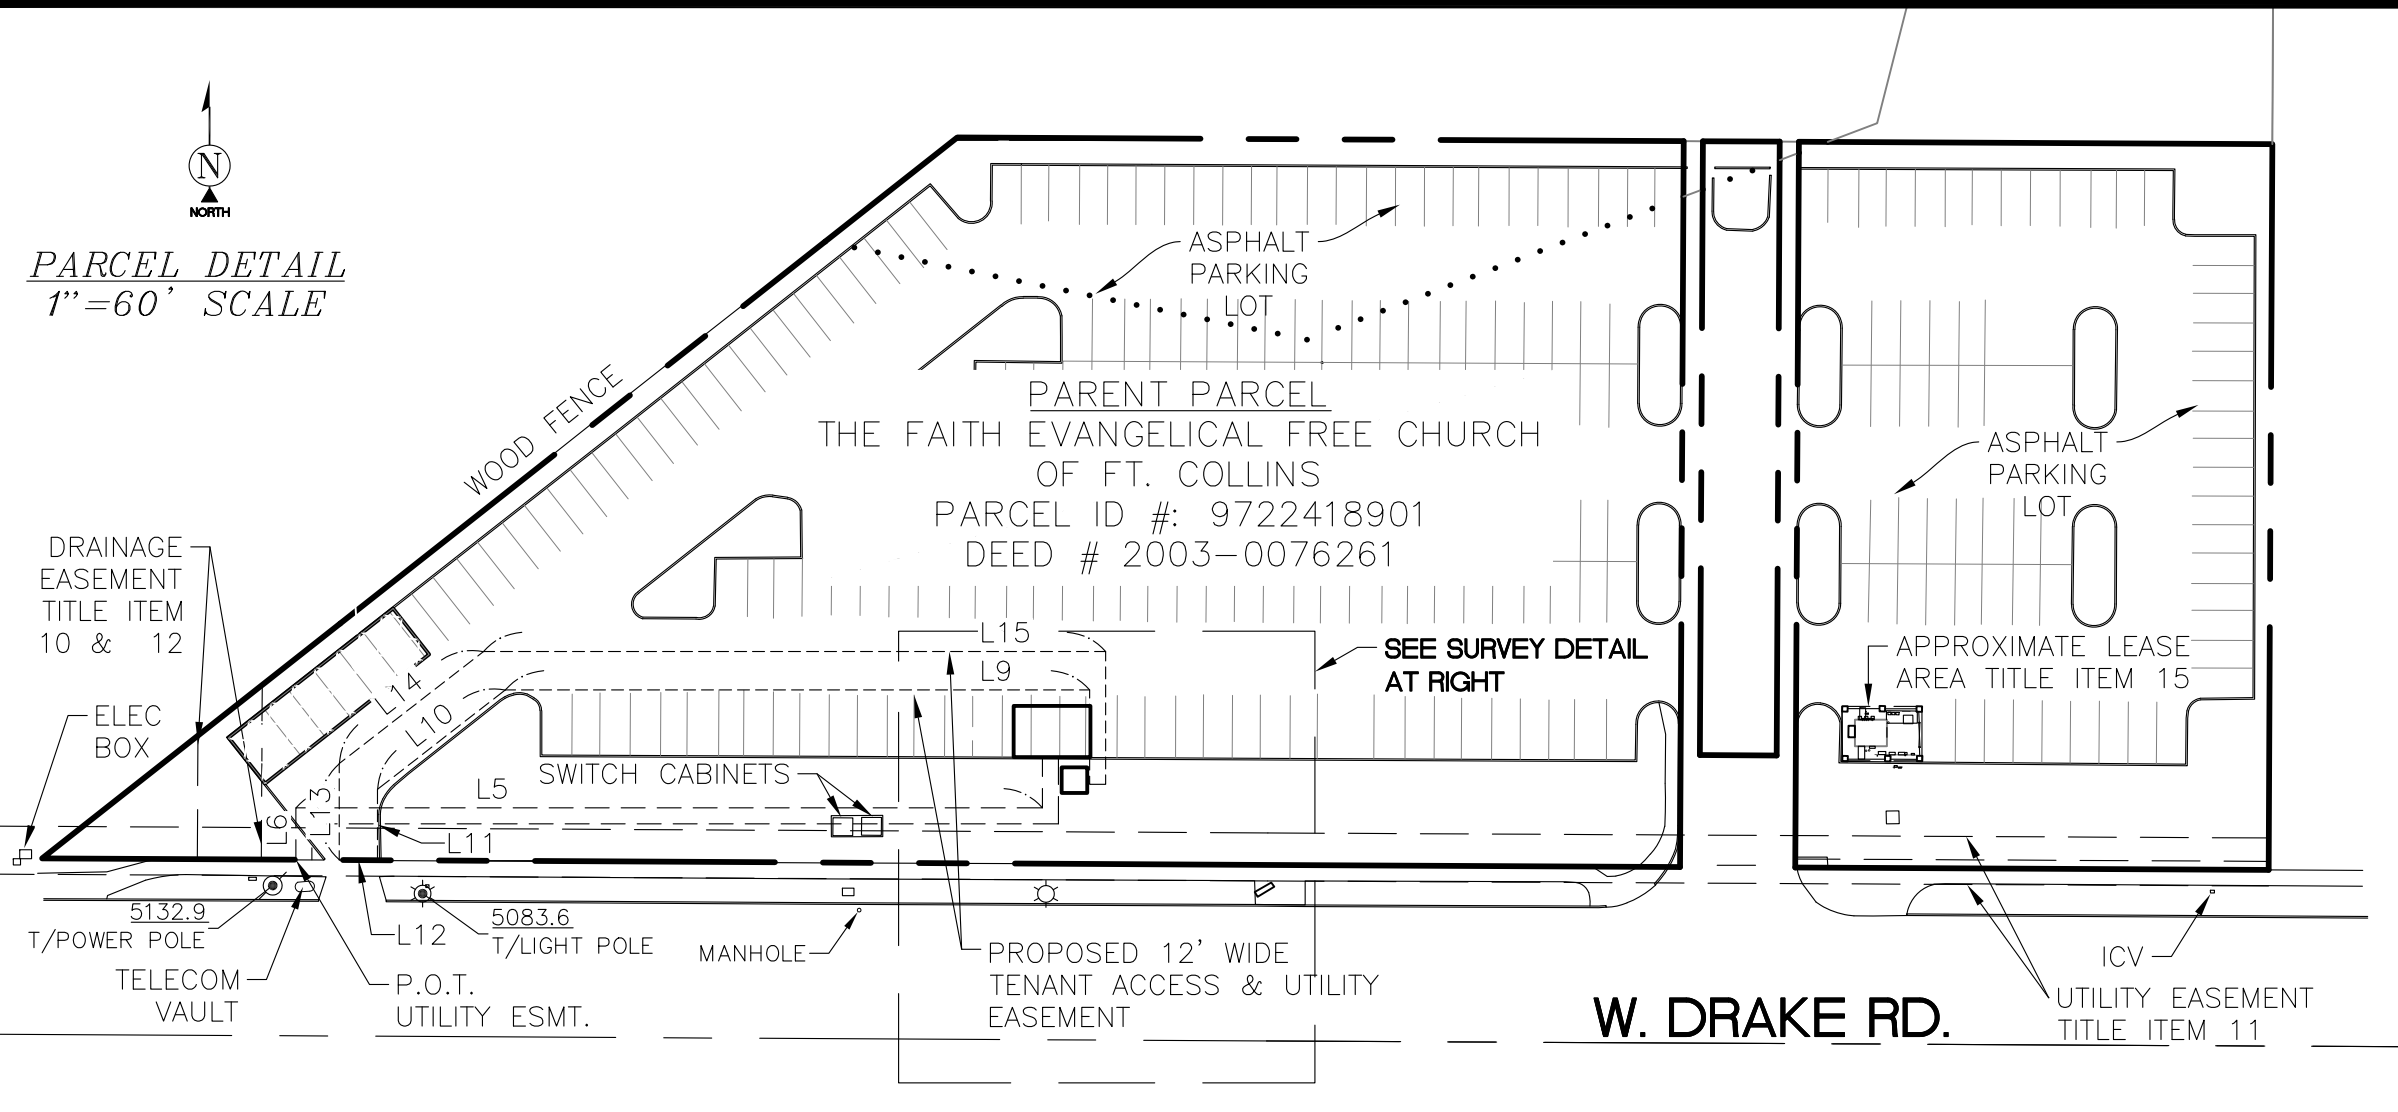 N
NORTH
PARCEL DETAIL
1"=60' SCALE
WOOD FENCE
ASPHALT
PARKING
LOT
PARENT PARCEL
THE FAITH EVANGELICAL FREE CHURCH
OF FT. COLLINS
PARCEL ID #: 9722418901
DEED # 2003-0076261
ASPHALT
PARKING
LOT
DRAINAGE
EASEMENT
TITLE ITEM
10 & 12
L15
L9
SEE SURVEY DETAIL
AT RIGHT
APPROXIMATE LEASE
AREA TITLE ITEM 15
L14
L10
ELEC
BOX
SWITCH CABINETS
L5
L13
L6
L11
5132.9
T/POWER POLE
L12
5083.6
T/LIGHT POLE
MANHOLE
PROPOSED 12' WIDE
TENANT ACCESS & UTILITY
EASEMENT
TELECOM
VAULT
P.O.T.
UTILITY ESMT.
W. DRAKE RD.
ICV
UTILITY EASEMENT
TITLE ITEM 11